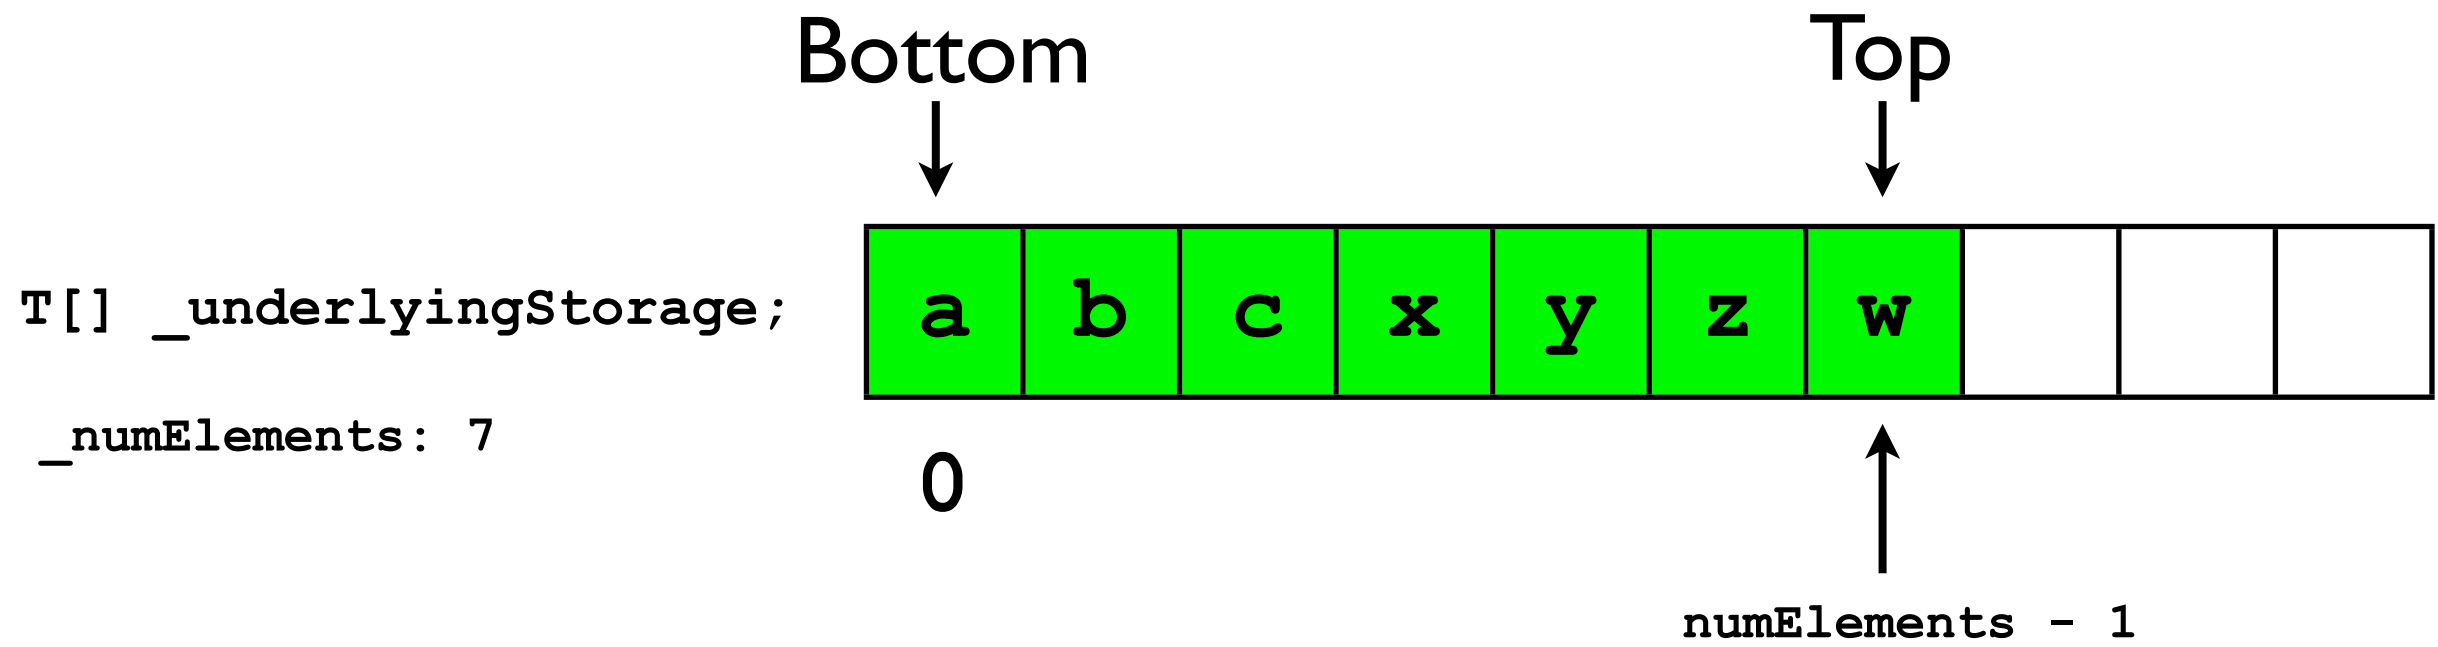 Bottom
Top
T[] _underlyingStorage;
a b c x y z w
_numElements: 7
0
numElements - 1